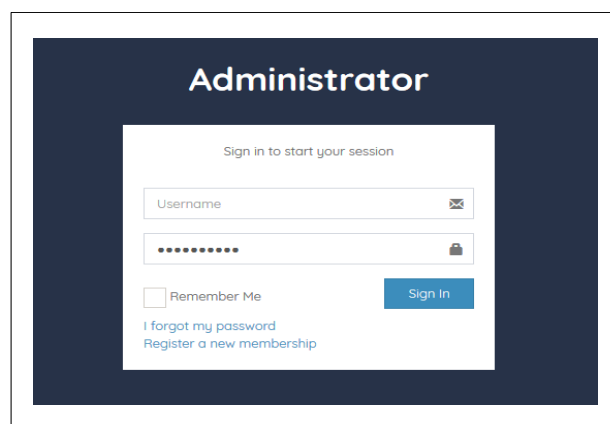 Administrator
Sign in to start your session
Username
••••••••••
Remember Me
Sign In
I forgot my password
Register a new membership